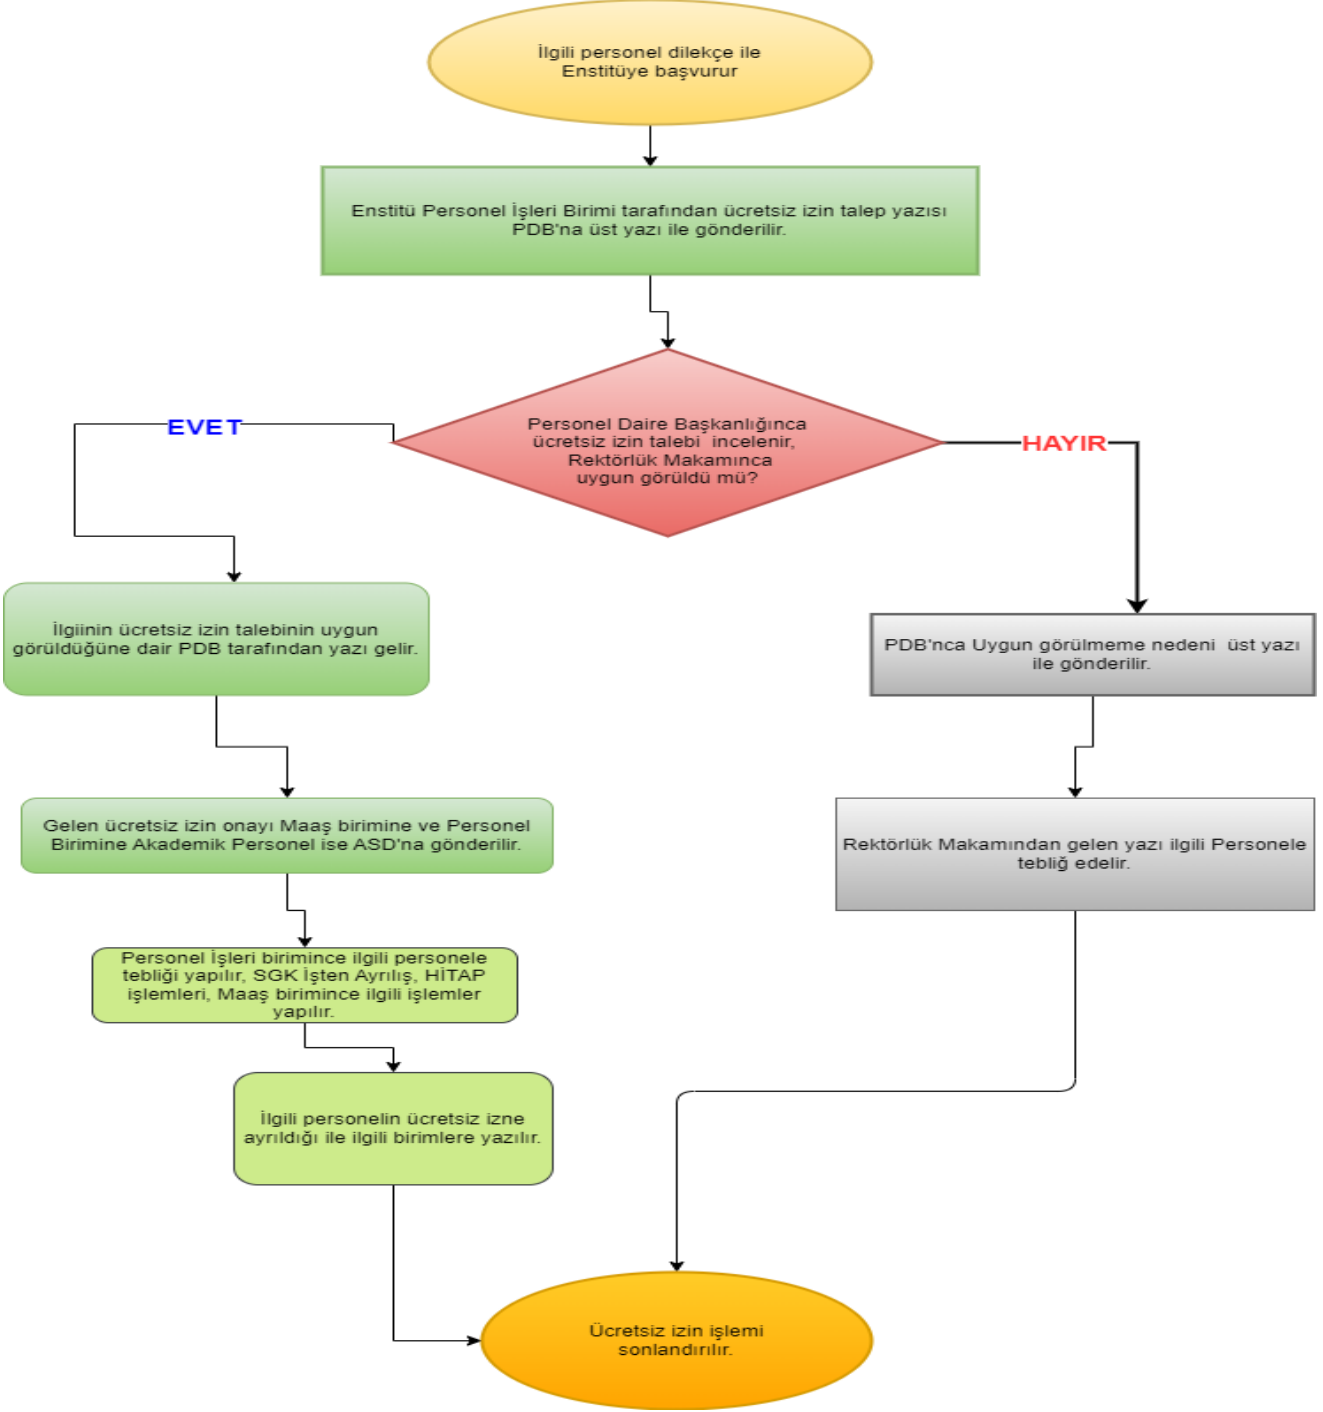 İlgili personel dilekçe ile
Enstitüye başvurur
Enstitü Personel İşleri Birimi tarafından ücretsiz izin talep yazısı
PDB'na üst yazı ile gönderilir.
Personel Daire Başkanlığınca
ücretsiz izin talebi  incelenir,
Rektörlük Makamınca
uygun görüldü mü?
EVET
HAYIR
İlgiinin ücretsiz izin talebinin uygun
görüldüğüne dair PDB tarafından yazı gelir.
PDB'nca Uygun görülmeme nedeni  üst yazı
ile gönderilir.
Gelen ücretsiz izin onayı Maaş birimine ve Personel
Birimine Akademik Personel ise ASD'na gönderilir.
Rektörlük Makamından gelen yazı ilgili Personele
tebliğ edelir.
Personel İşleri birimince ilgili personele
tebliği yapılır, SGK İşten Ayrılış, HİTAP
işlemleri, Maaş birimince ilgili işlemler
yapılır.
İlgili personelin ücretsiz izne
ayrıldığı ile ilgili birimlere yazılır.
Ücretsiz izin işlemi
sonlandırılır.